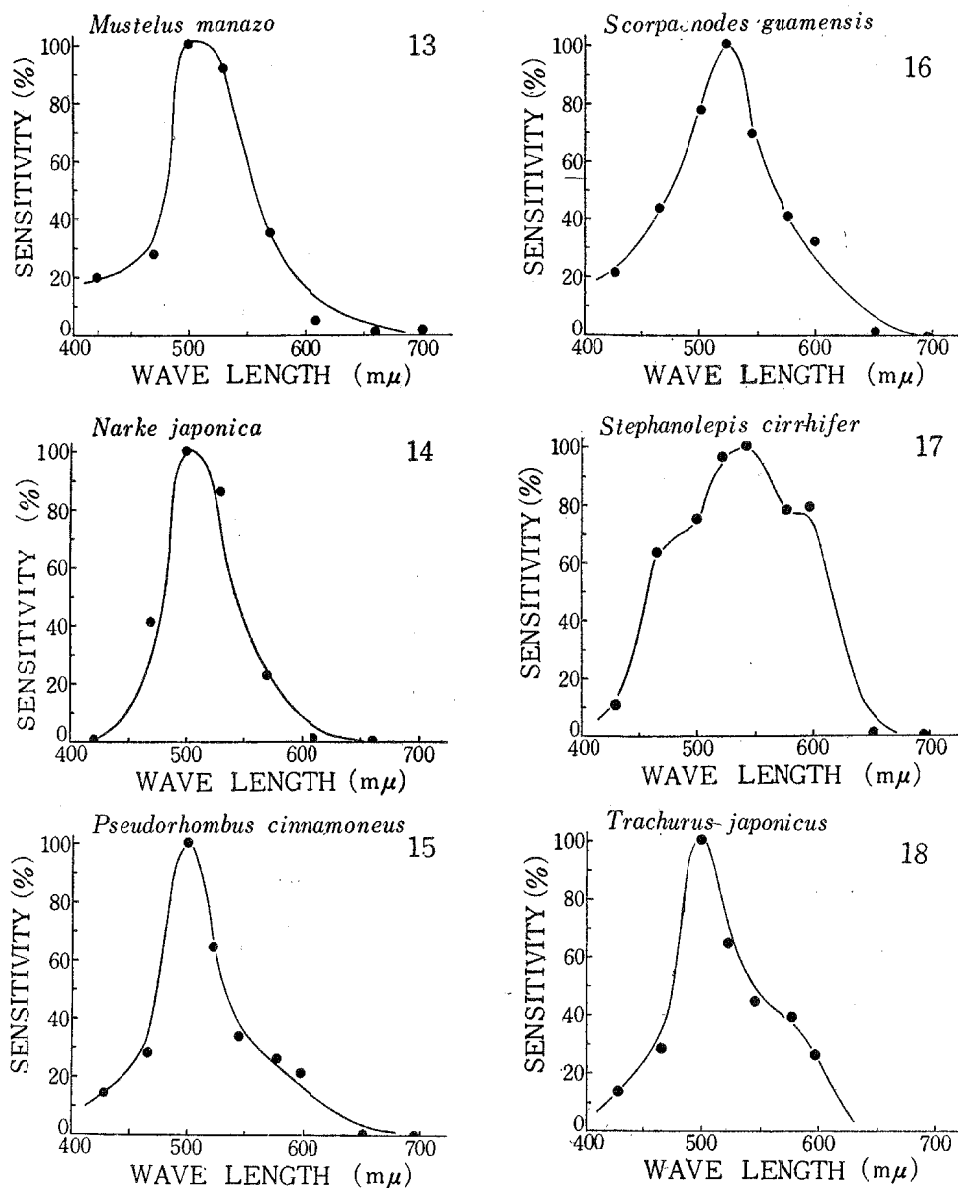 Mustelus manazo
13
SENSITIVITY (%)
100
80
60
40
20
0
400 500 600 700
WAVE LENGTH (mμ)
Narke japonica
14
SENSITIVITY (%)
100
80
60
40
20
0
400 500 600 700
WAVE LENGTH (mμ)
Pseudorhombus cinnamoneus
15
SENSITIVITY (%)
100
80
60
40
20
0
400 500 600 700
WAVE LENGTH (mμ)
Scorpaenodes guamensis
16
SENSITIVITY (%)
100
80
60
40
20
0
400 500 600 700
WAVE LENGTH (mμ)
Stephanolepis cirrhifer
17
SENSITIVITY (%)
100
80
60
40
20
0
400 500 600 700
WAVE LENGTH (mμ)
Trachurus japonicus
18
SENSITIVITY (%)
100
80
60
40
20
0
400 500 600 700
WAVE LENGTH (mμ)